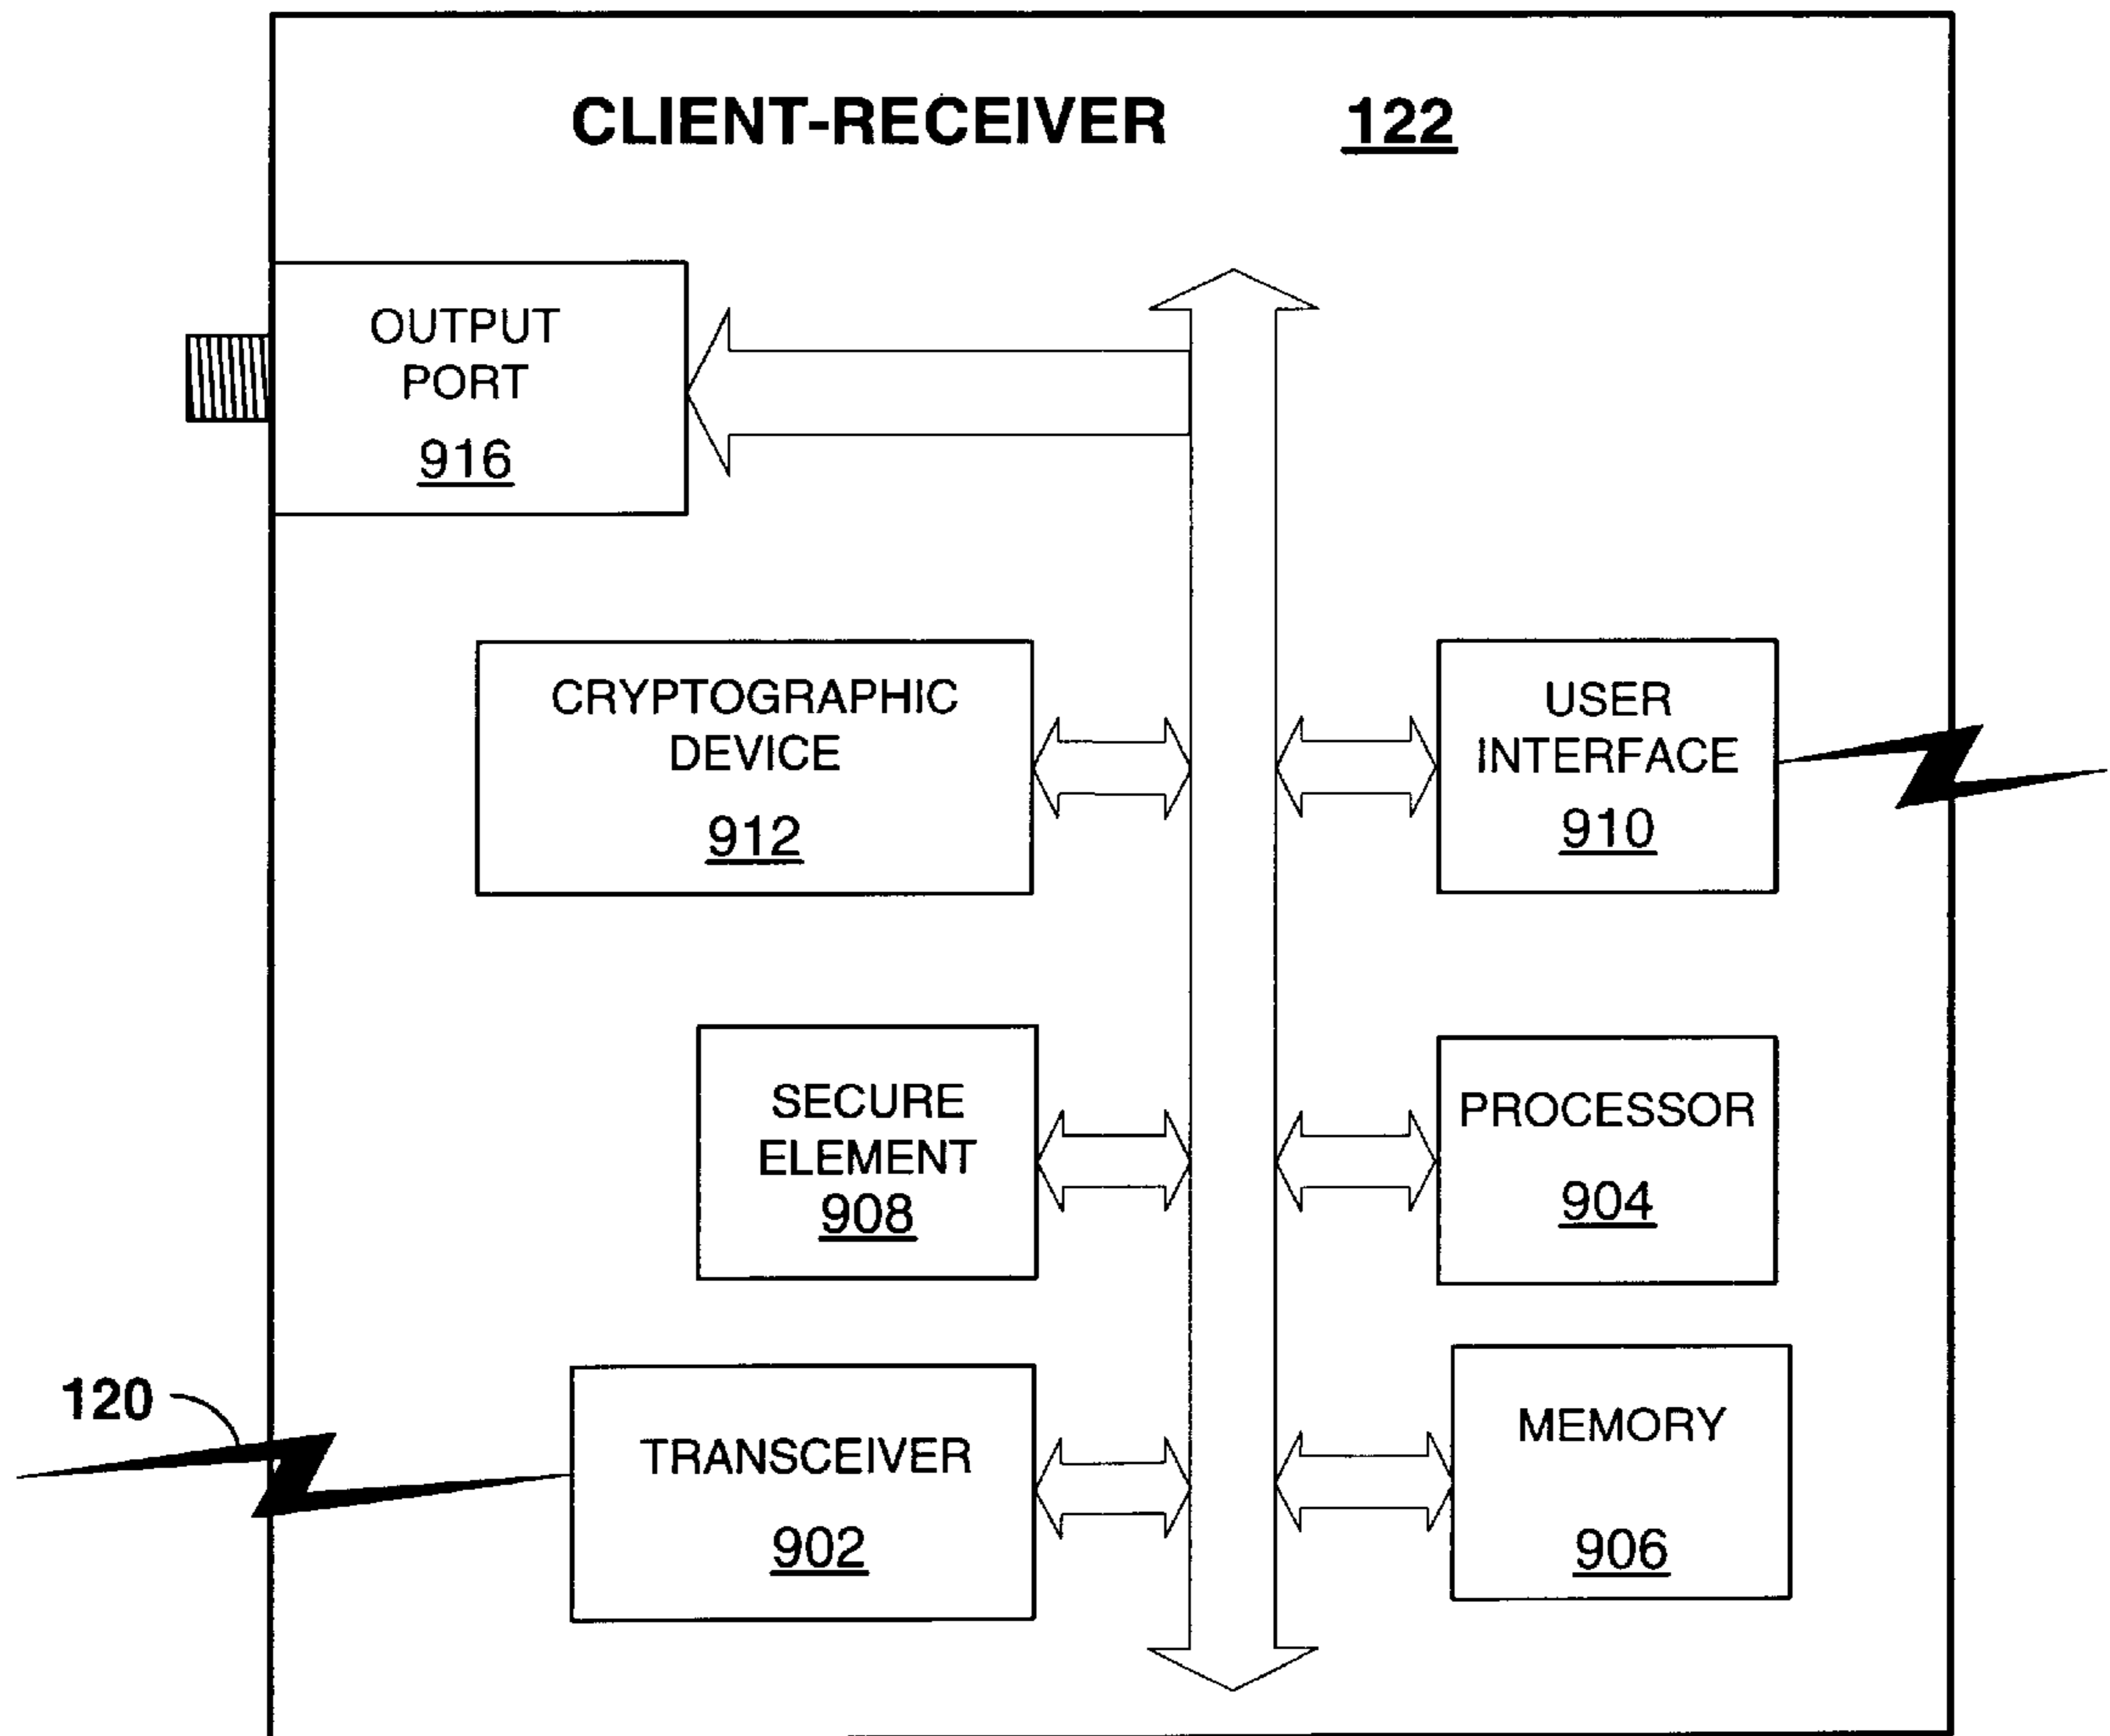 CLIENT-RECEIVER 122
OUTPUT
PORT
916
CRYPTOGRAPHIC
DEVICE
912
USER
INTERFACE
910
SECURE
ELEMENT
908
PROCESSOR
904
120
TRANSCEIVER
902
MEMORY
906